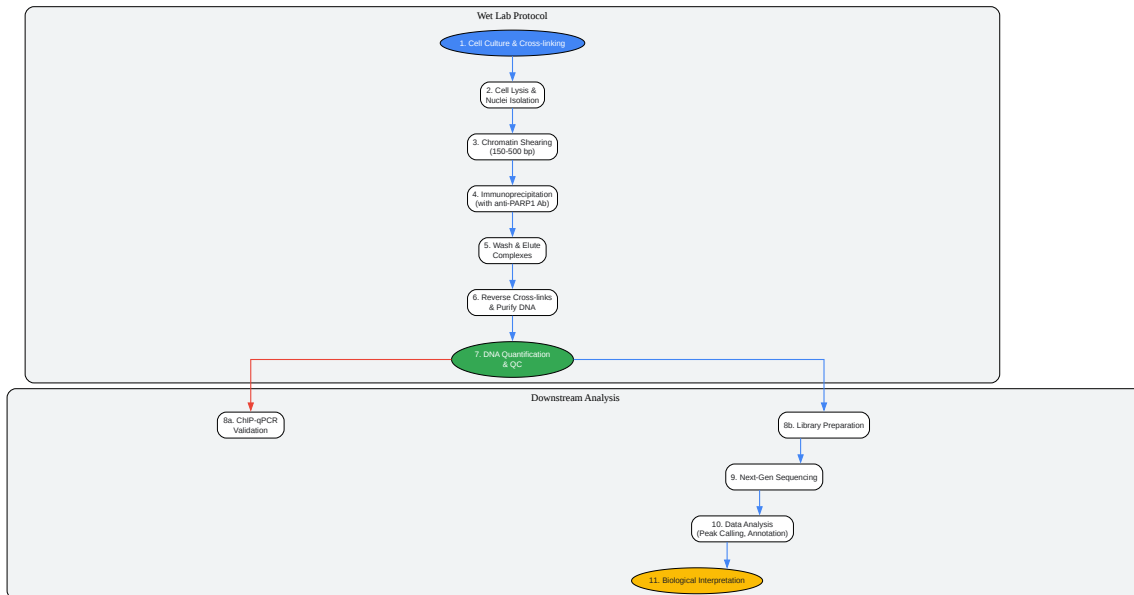 Wet Lab Protocol
1. Cell Culture & Cross-linking
2. Cell Lysis &
Nuclei Isolation
3. Chromatin Shearing
(150-500 bp)
4. Immunoprecipitation
(with anti-PARP1 Ab)
5. Wash & Elute
Complexes
6. Reverse Cross-links
& Purify DNA
7. DNA Quantification
& QC
Downstream Analysis
8a. ChIP-qPCR
Validation
8b. Library Preparation
9. Next-Gen Sequencing
10. Data Analysis
(Peak Calling, Annotation)
11. Biological Interpretation